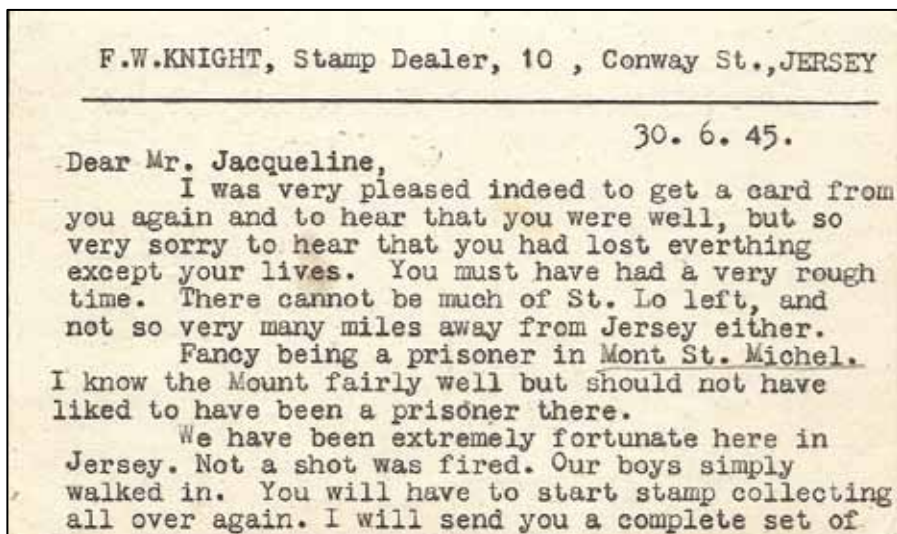 F.W.KNIGHT, Stamp Dealer, 10 , Conway St.,JERSEY
30. 6. 45.
Dear Mr. Jacqueline,
I was very pleased indeed to get a card from
you again and to hear that you were well, but so
very sorry to hear that you had lost everthing
except your lives. You must have had a very rough
time. There cannot be much of St. Lo left, and
not so very many miles away from Jersey either.
Fancy being a prisoner in Mont St. Michel.
I know the Mount fairly well but should not have
liked to have been a prisoner there.
We have been extremely fortunate here in
Jersey. Not a shot was fired. Our boys simply
walked in. You will have to start stamp collecting
all over again. I will send you a complete set of